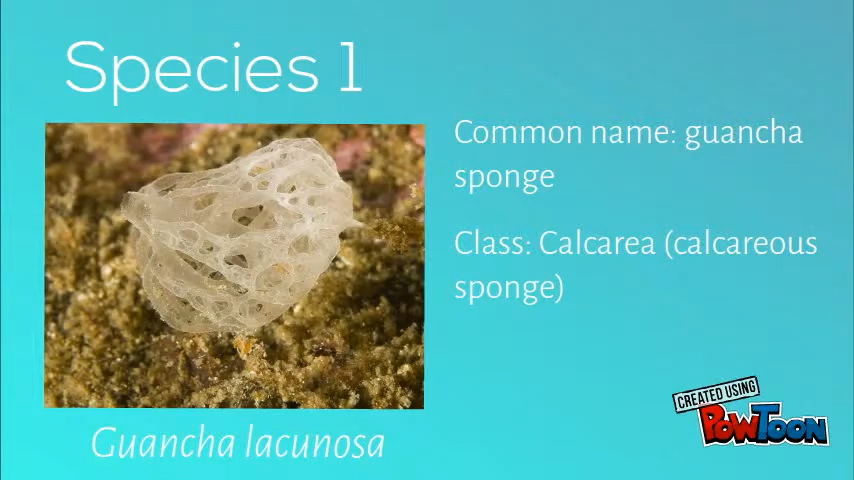 Species 1
Common name: guancha
sponge
Class: Calcarea (calcareous
sponge)
Guancha lacunosa
CREATED USING
POWTOON